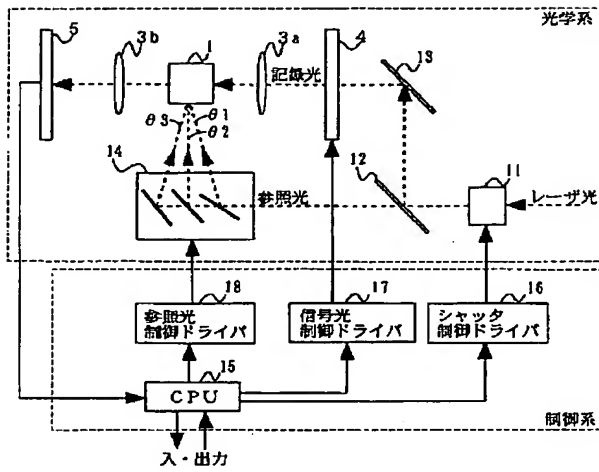 光学系
5
3b
1
3a
4
13
記録光
θ3
θ1
θ2
14
12
11
参照光
レーザ光
18
17
16
参照光
制御ドライバ
信号光
制御ドライバ
シャッタ
制御ドライバ
15
CPU
制御系
入・出力